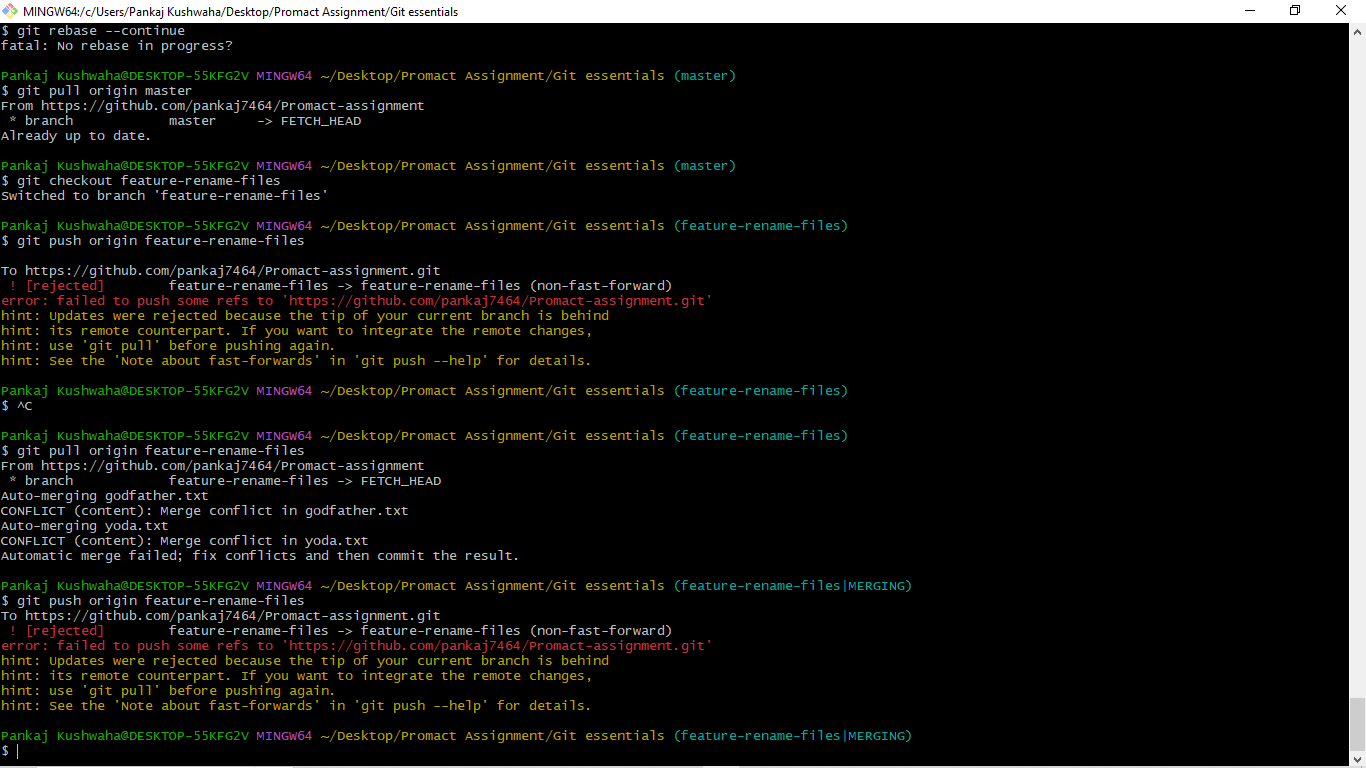 MINGW64:/c/Users/Pankaj Kushwaha/Desktop/Promact Assignment/Git essentials
$ git rebase --continue
fatal: No rebase in progress?
Pankaj Kushwaha@DESKTOP-55KFG2V MINGW64 ~/Desktop/Promact Assignment/Git essentials (master)
$ git pull origin master
From https://github.com/pankaj7464/Promact-assignment
 * branch            master     -> FETCH_HEAD
Already up to date.
Pankaj Kushwaha@DESKTOP-55KFG2V MINGW64 ~/Desktop/Promact Assignment/Git essentials (master)
$ git checkout feature-rename-files
Switched to branch 'feature-rename-files'
Pankaj Kushwaha@DESKTOP-55KFG2V MINGW64 ~/Desktop/Promact Assignment/Git essentials (feature-rename-files)
$ git push origin feature-rename-files
To https://github.com/pankaj7464/Promact-assignment.git
 ! [rejected]        feature-rename-files -> feature-rename-files (non-fast-forward)
error: failed to push some refs to 'https://github.com/pankaj7464/Promact-assignment.git'
hint: Updates were rejected because the tip of your current branch is behind
hint: its remote counterpart. If you want to integrate the remote changes,
hint: use 'git pull' before pushing again.
hint: See the 'Note about fast-forwards' in 'git push --help' for details.
Pankaj Kushwaha@DESKTOP-55KFG2V MINGW64 ~/Desktop/Promact Assignment/Git essentials (feature-rename-files)
$ ^C
Pankaj Kushwaha@DESKTOP-55KFG2V MINGW64 ~/Desktop/Promact Assignment/Git essentials (feature-rename-files)
$ git pull origin feature-rename-files
From https://github.com/pankaj7464/Promact-assignment
 * branch            feature-rename-files -> FETCH_HEAD
Auto-merging godfather.txt
CONFLICT (content): Merge conflict in godfather.txt
Auto-merging yoda.txt
CONFLICT (content): Merge conflict in yoda.txt
Automatic merge failed; fix conflicts and then commit the result.
Pankaj Kushwaha@DESKTOP-55KFG2V MINGW64 ~/Desktop/Promact Assignment/Git essentials (feature-rename-files|MERGING)
$ git push origin feature-rename-files
To https://github.com/pankaj7464/Promact-assignment.git
 ! [rejected]        feature-rename-files -> feature-rename-files (non-fast-forward)
error: failed to push some refs to 'https://github.com/pankaj7464/Promact-assignment.git'
hint: Updates were rejected because the tip of your current branch is behind
hint: its remote counterpart. If you want to integrate the remote changes,
hint: use 'git pull' before pushing again.
hint: See the 'Note about fast-forwards' in 'git push --help' for details.
Pankaj Kushwaha@DESKTOP-55KFG2V MINGW64 ~/Desktop/Promact Assignment/Git essentials (feature-rename-files|MERGING)
$